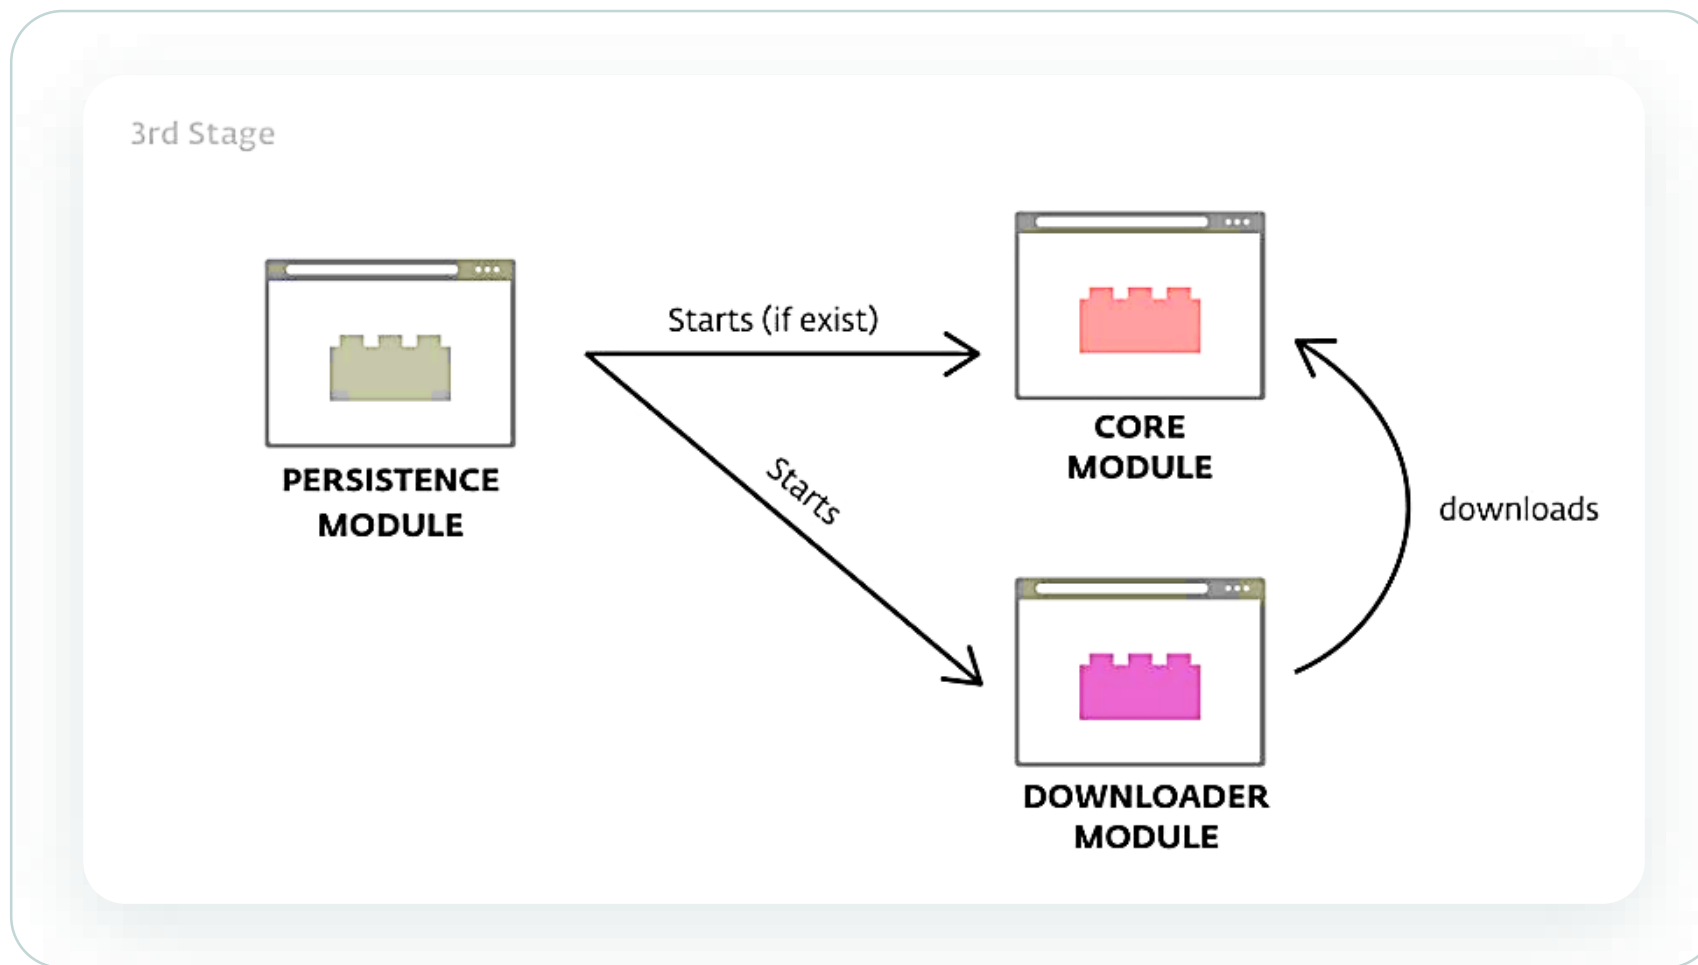 3rd Stage
PERSISTENCE
MODULE
Starts (if exist)
Starts
CORE
MODULE
downloads
DOWNLOADER
MODULE